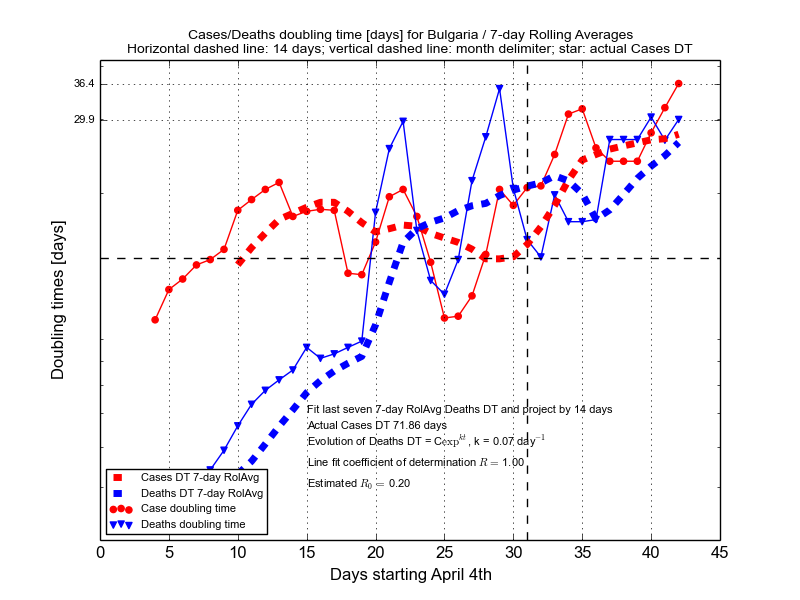 Cases/Deaths doubling time [days] for Bulgaria / 7-day Rolling Averages
Horizontal dashed line: 14 days; vertical dashed line: month delimiter; star: actual Cases DT
36.4
29.9
Doubling times [days]
Fit last seven 7-day RolAvg Deaths DT and project by 14 days
Actual Cases DT 71.86 days
Evolution of Deaths DT = Cexp^{kt}, k = 0.07 day^{-1}
Line fit coefficient of determination R = 1.00
Estimated R_0 = 0.20
Cases DT 7-day RolAvg
Deaths DT 7-day RolAvg
Case doubling time
Deaths doubling time
0 5 10 15 20 25 30 35 40 45
Days starting April 4th